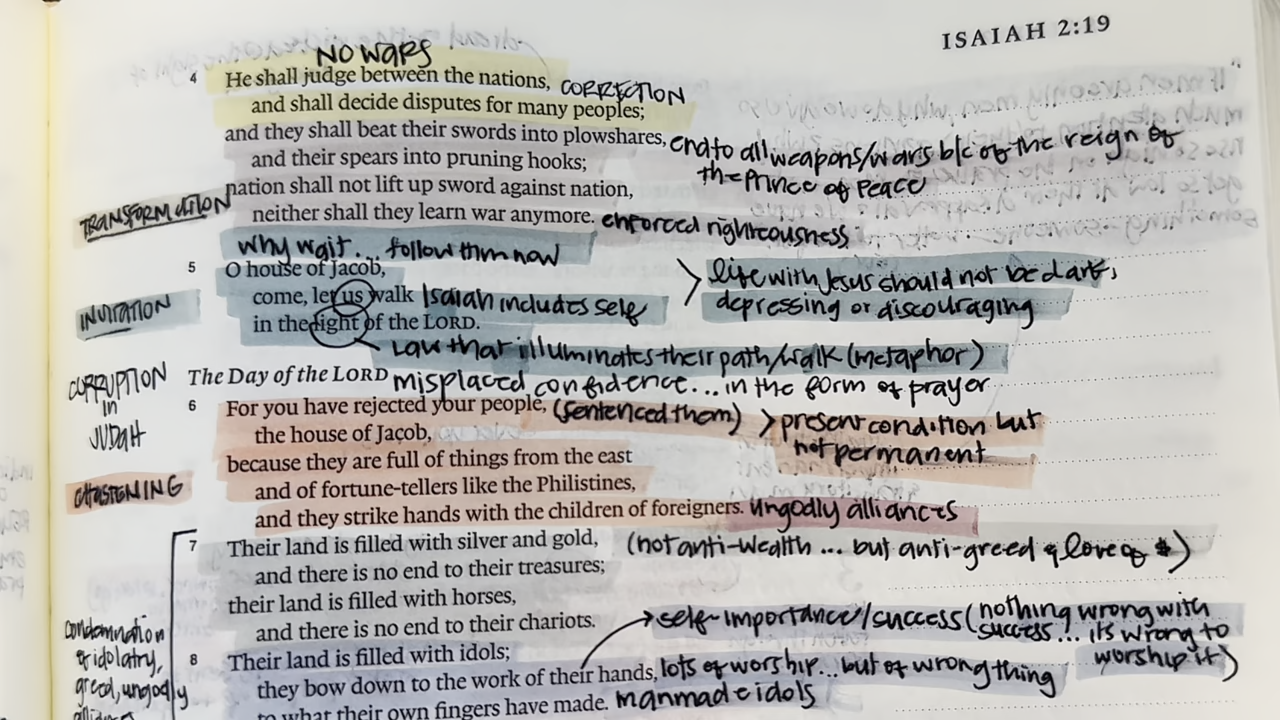 ISAIAH 2:19
NO WARS
4 He shall judge between the nations, CORRECTION
and shall decide disputes for many peoples;
and they shall beat their swords into plowshares, end to all weapons/wars b/c of the reign of
the Prince of Peace
and their spears into pruning hooks;
TRANSFORMATION nation shall not lift up sword against nation,
neither shall they learn war anymore. enforced righteousness
why wait... follow Him now
5 O house of Jacob,
> life with Jesus should not be dark,
depressing or discouraging
INVITATION come, let us walk Isaiah includes self
in the light of the LORD.
Law that illuminates their path/walk (metaphor)
CORRUPTION
in
JUDAH
The Day of the LORD misplaced confidence... in the form of prayer
6 For you have rejected your people, (sentenced them) > present condition but
not permanent
the house of Jacob,
because they are full of things from the east
CHASTENING and of fortune-tellers like the Philistines,
and they strike hands with the children of foreigners. ungodly alliances
7 Their land is filled with silver and gold, (not anti-wealth... but anti-greed & love of $)
and there is no end to their treasures;
their land is filled with horses,
and there is no end to their chariots.
self-importance/success (nothing wrong with
success... its wrong to
worship it)
condemnation
of idolatry,
greed, ungodly
8 Their land is filled with idols;
they bow down to the work of their hands, lots of worship... but of wrong thing
to what their own fingers have made. manmade idols